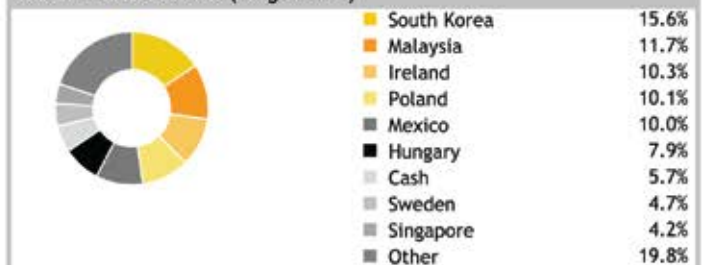 South Korea 15.6%
Malaysia 11.7%
Ireland 10.3%
Poland 10.1%
Mexico 10.0%
Hungary 7.9%
Cash 5.7%
Sweden 4.7%
Singapore 4.2%
Other 19.8%